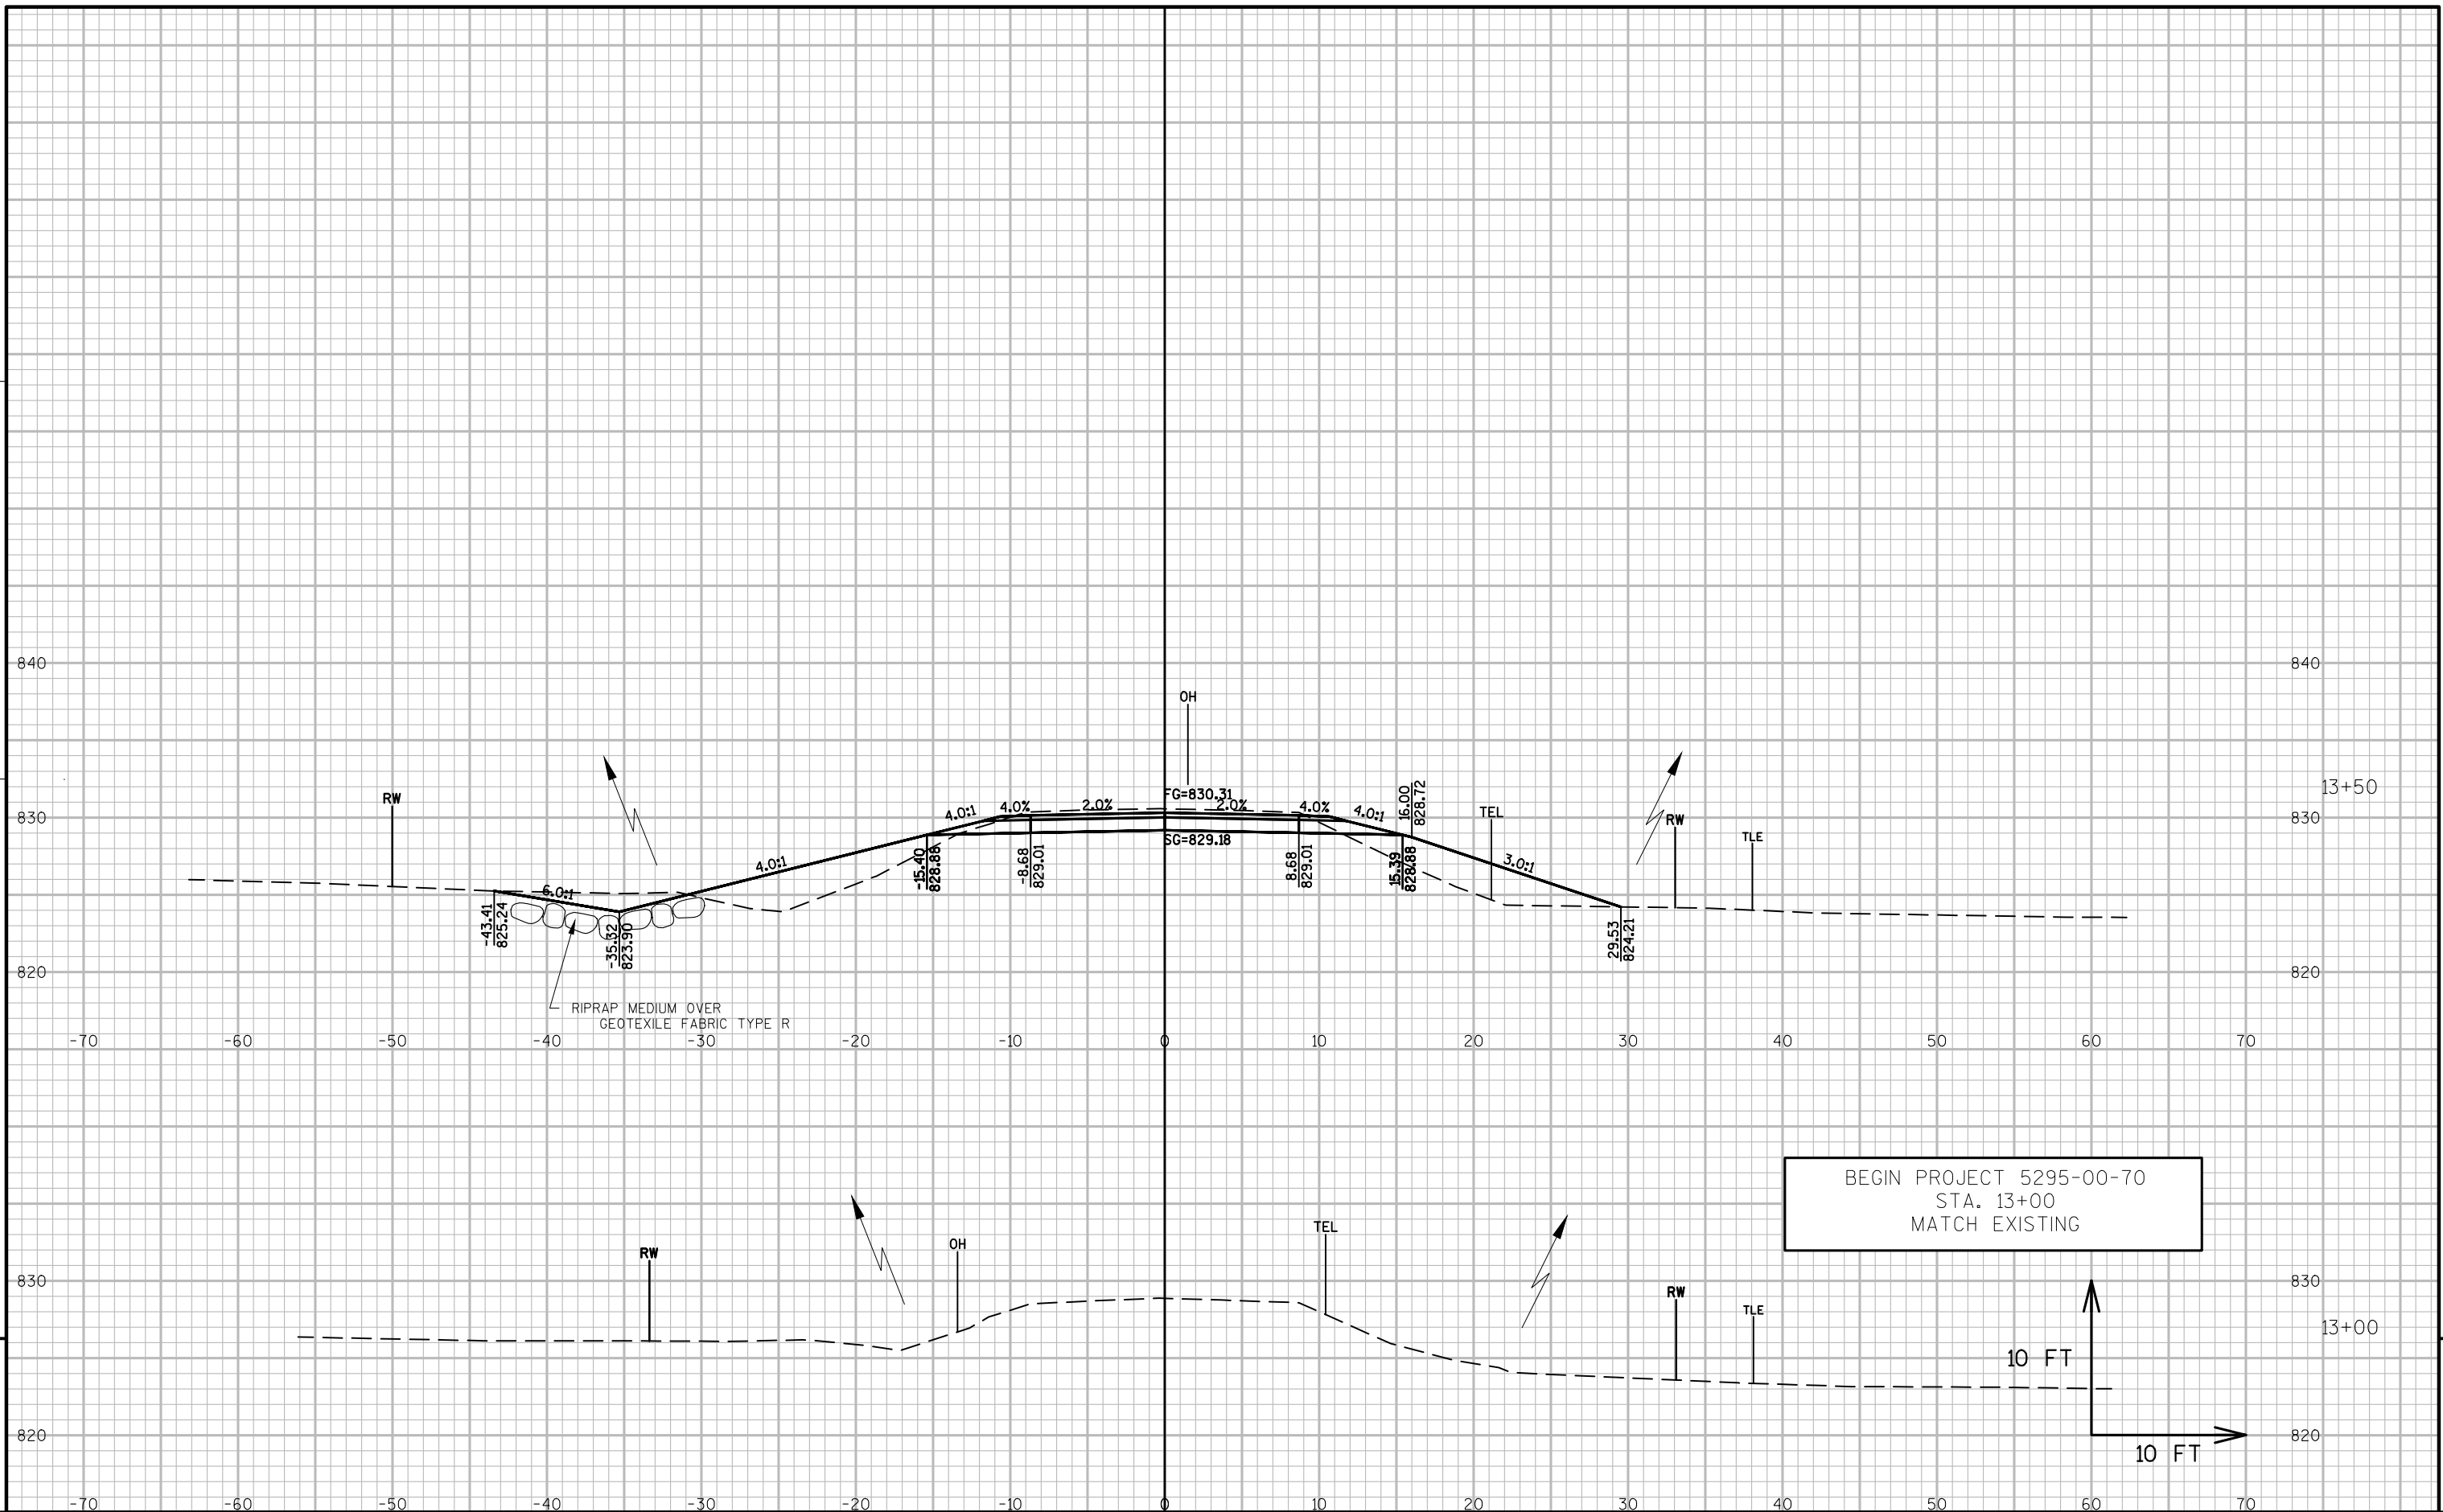 840
840
OH
13+50
FG=830.31
RW
830
4.0:1
4.0%
2.0%
2.0%
4.0%
4.0:1
16.00
828.72
TEL
RW
TLE
830
SG=829.18
4.0:1
-15.40
828.88
-8.68
829.01
8.68
829.01
15.39
828.88
3.0:1
6.0:1
-43.41
825.24
-35.32
823.90
29.53
824.21
820
820
RIPRAP MEDIUM OVER
GEOTEXILE FABRIC TYPE R
-70 -60 -50 -40 -30 -20 -10 0 10 20 30 40 50 60 70
BEGIN PROJECT 5295-00-70
STA. 13+00
MATCH EXISTING
RW
OH
TEL
830
830
RW
TLE
13+00
10 FT
820
820
10 FT
-70 -60 -50 -40 -30 -20 -10 0 10 20 30 40 50 60 70